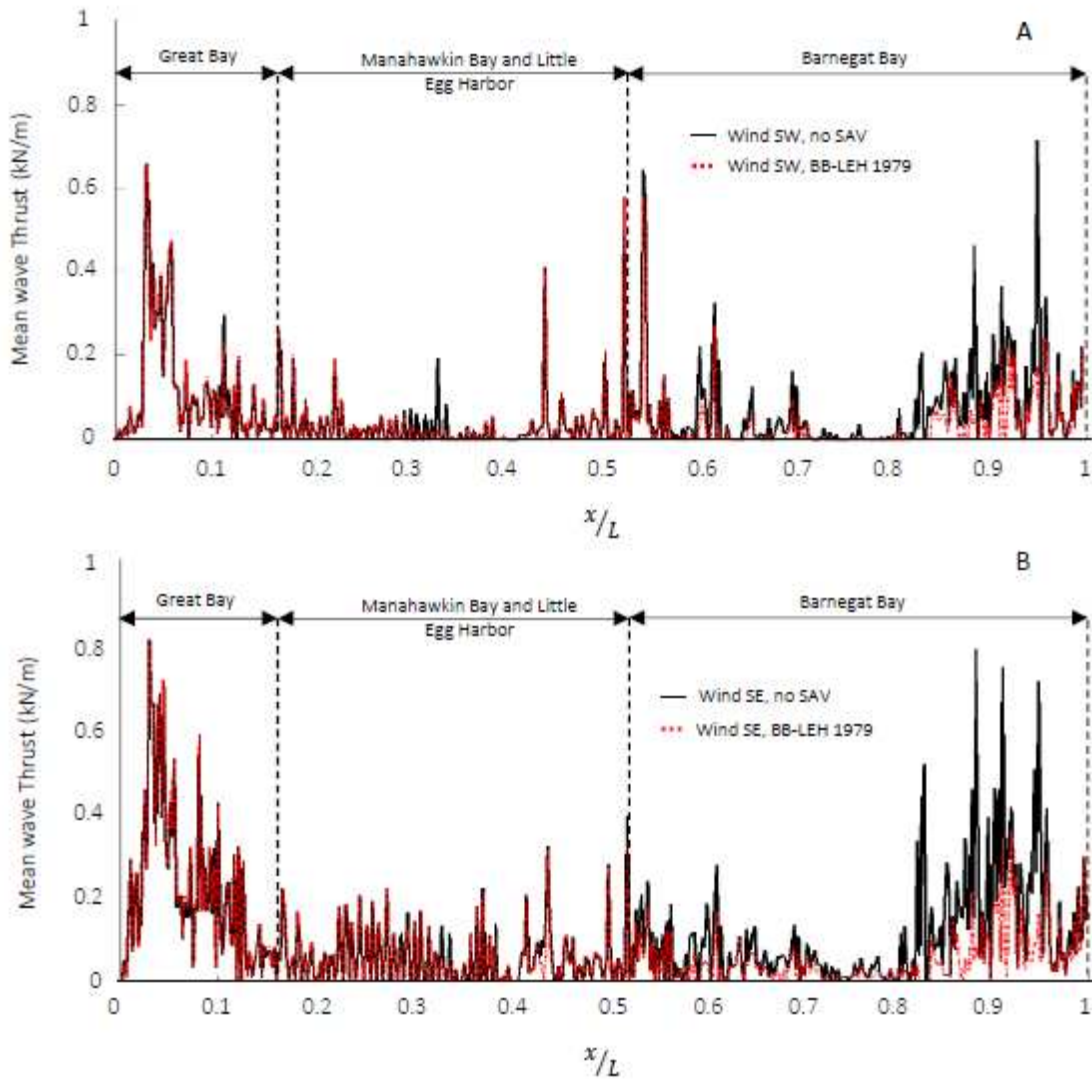 1
A
Great Bay
Manahawkin Bay and Little
Egg Harbor
Barnegat Bay
0.8
Mean wave Thrust (kN/m)
Wind SW, no SAV
Wind SW, BB-LEH 1979
0.6
0.4
0.2
0
0 0.1 0.2 0.3 0.4 0.5 0.6 0.7 0.8 0.9 1
x/L
1
B
Great Bay
Manahawkin Bay and Little
Egg Harbor
Barnegat Bay
0.8
Mean wave Thrust (kN/m)
Wind SE, no SAV
Wind SE, BB-LEH 1979
0.6
0.4
0.2
0
0 0.1 0.2 0.3 0.4 0.5 0.6 0.7 0.8 0.9 1
x/L